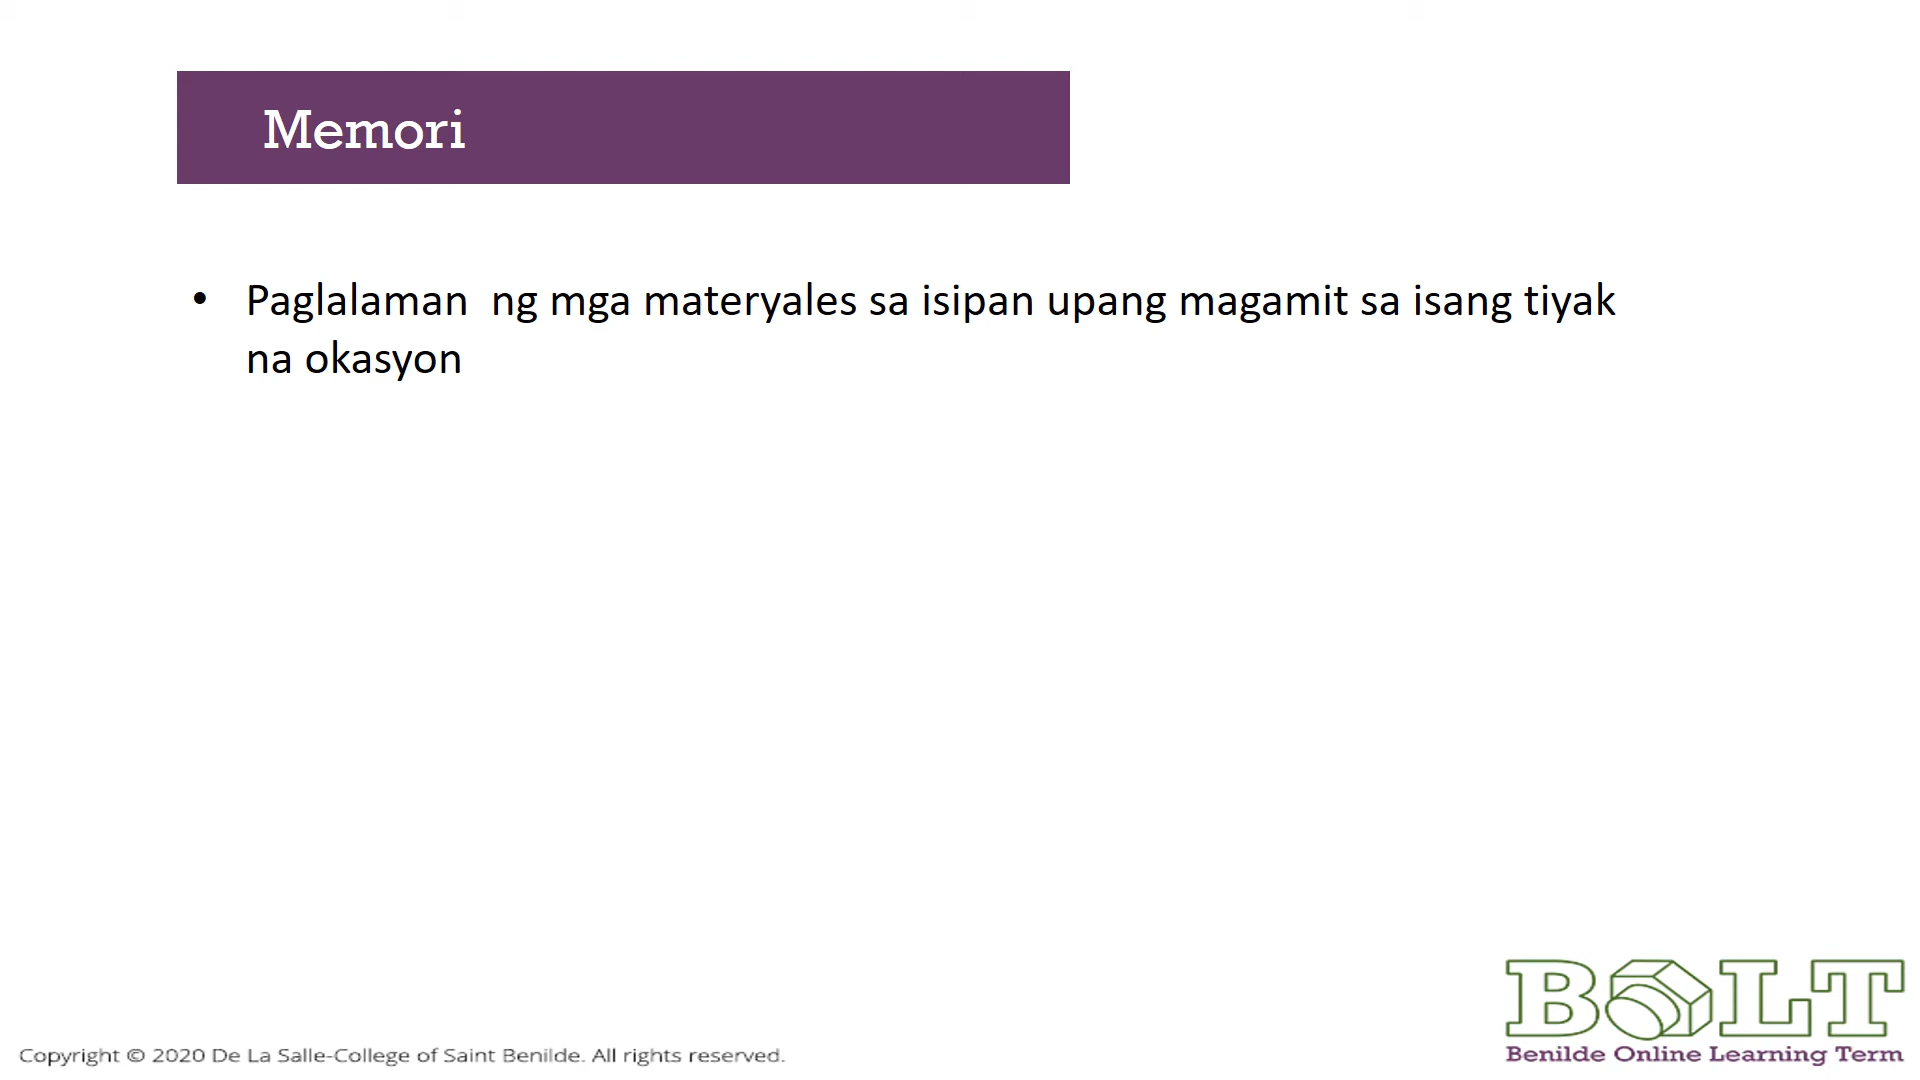 Memori
• Paglalaman  ng mga materyales sa isipan upang magamit sa isang tiyak
na okasyon
BOLT
Benilde Online Learning Term
Copyright © 2020 De La Salle-College of Saint Benilde. All rights reserved.